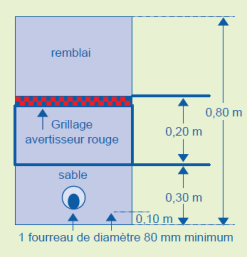 remblai
0,80 m
Grillage
avertisseur rouge
0,20 m
sable
0,30 m
0,10 m
1 fourreau de diamètre 80 mm minimum